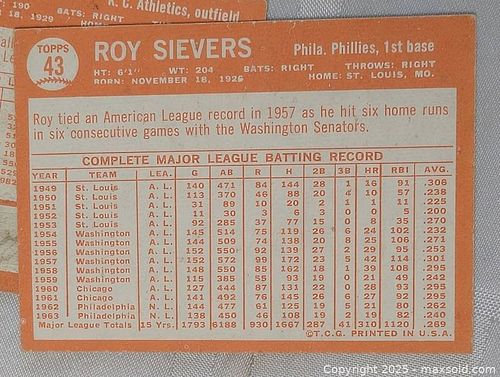 190
R. C. Athletics, outfield
18, 1929
TOPPS
43
ROY SIEVERS
Phila. Phillies, 1st base
HT: 6'1" WT: 204 BATS: RIGHT THROWS: RIGHT
BORN: NOVEMBER 18, 1926 HOME: ST. LOUIS, MO.
Roy tied an American League record in 1957 as he hit six home runs
in six consecutive games with the Washington Senators.
COMPLETE MAJOR LEAGUE BATTING RECORD
YEAR TEAM LEA. G AB R H 2B 3B HR RBI AVG.
1949 St. Louis A. L. 140 471 84 144 28 1 16 91 .306
1950 St. Louis A. L. 113 370 46 88 20 4 10 57 .238
1951 St. Louis A. L. 31 89 10 20 2 1 1 11 .225
1952 St. Louis A. L. 11 30 3 6 3 0 0 5 .200
1953 St. Louis A. L. 92 285 37 77 15 0 8 35 .270
1954 Washington A. L. 145 514 75 119 26 6 24 102 .232
1955 Washington A. L. 144 509 74 138 20 8 25 106 .271
1956 Washington A. L. 152 550 92 139 27 2 29 95 .253
1957 Washington A. L. 152 572 99 172 23 5 42 114 .301
1958 Washington A. L. 148 550 85 162 18 1 39 108 .295
1959 Washington A. L. 115 385 55 93 19 0 21 49 .242
1960 Chicago A. L. 127 444 87 131 22 0 28 93 .295
1961 Chicago A. L. 141 492 76 145 26 6 27 92 .295
1962 Philadelphia N. L. 144 477 61 125 19 5 21 80 .262
1963 Philadelphia N. L. 138 450 46 108 19 2 19 82 .240
Major League Totals 15 Yrs. 1793 6188 930 1667 287 41 310 1120 .269
©T.C.G. PRINTED IN U.S.A.
Copyright 2025 - maxsold.com